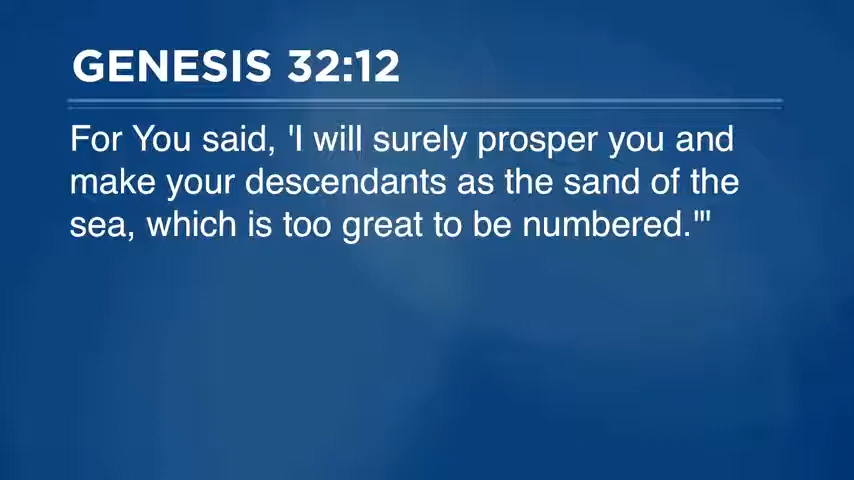 GENESIS 32:12
For You said, 'I will surely prosper you and
make your descendants as the sand of the
sea, which is too great to be numbered.'"